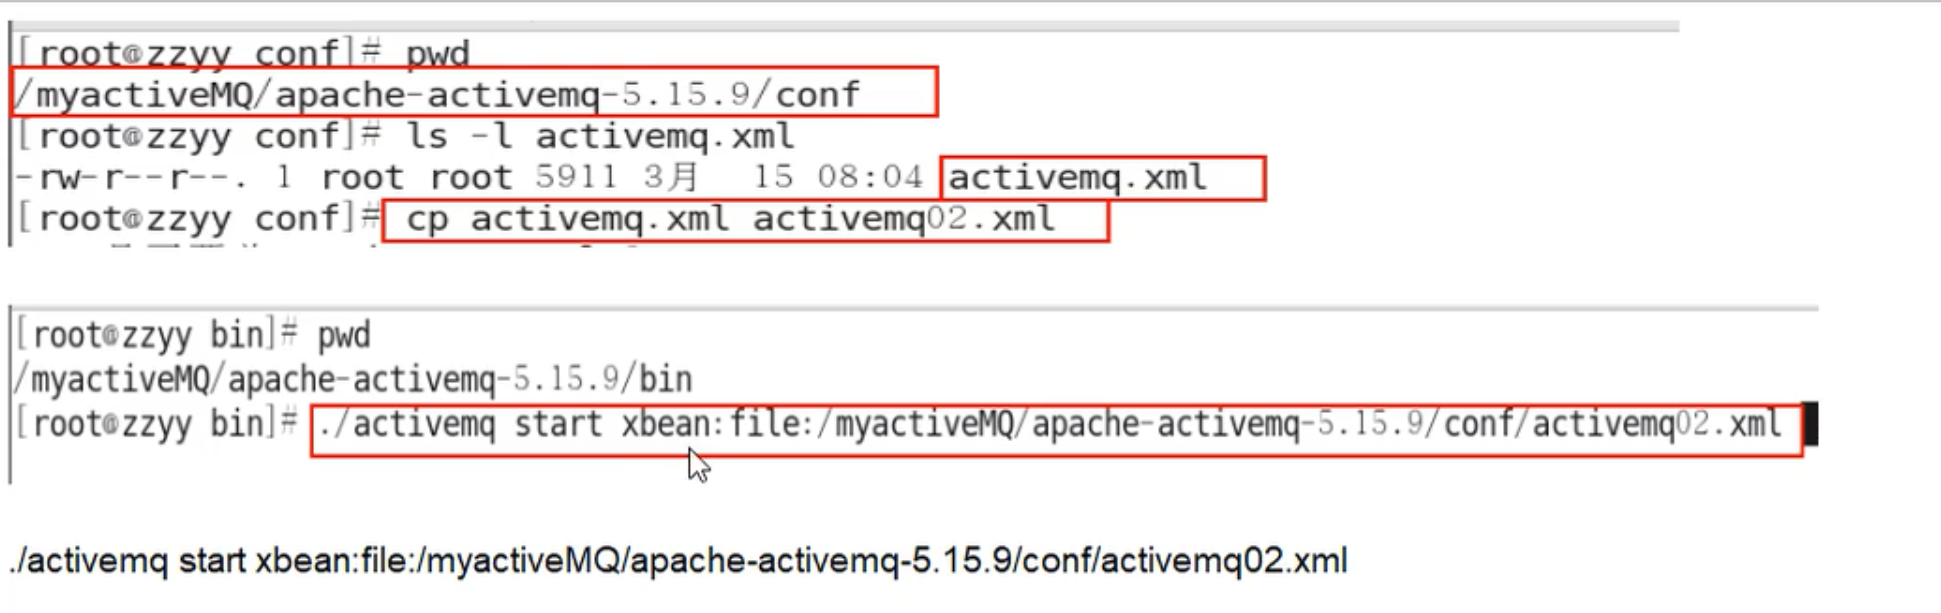 [root@zzyy conf]# pwd
/myactiveMQ/apache-activemq-5.15.9/conf
[root@zzyy conf]# ls -l activemq.xml
-rw-r--r--. 1 root root 5911 3月  15 08:04 activemq.xml
[root@zzyy conf]# cp activemq.xml activemq02.xml
[root@zzyy bin]# pwd
/myactiveMQ/apache-activemq-5.15.9/bin
[root@zzyy bin]# ./activemq start xbean:file:/myactiveMQ/apache-activemq-5.15.9/conf/activemq02.xml
./activemq start xbean:file:/myactiveMQ/apache-activemq-5.15.9/conf/activemq02.xml